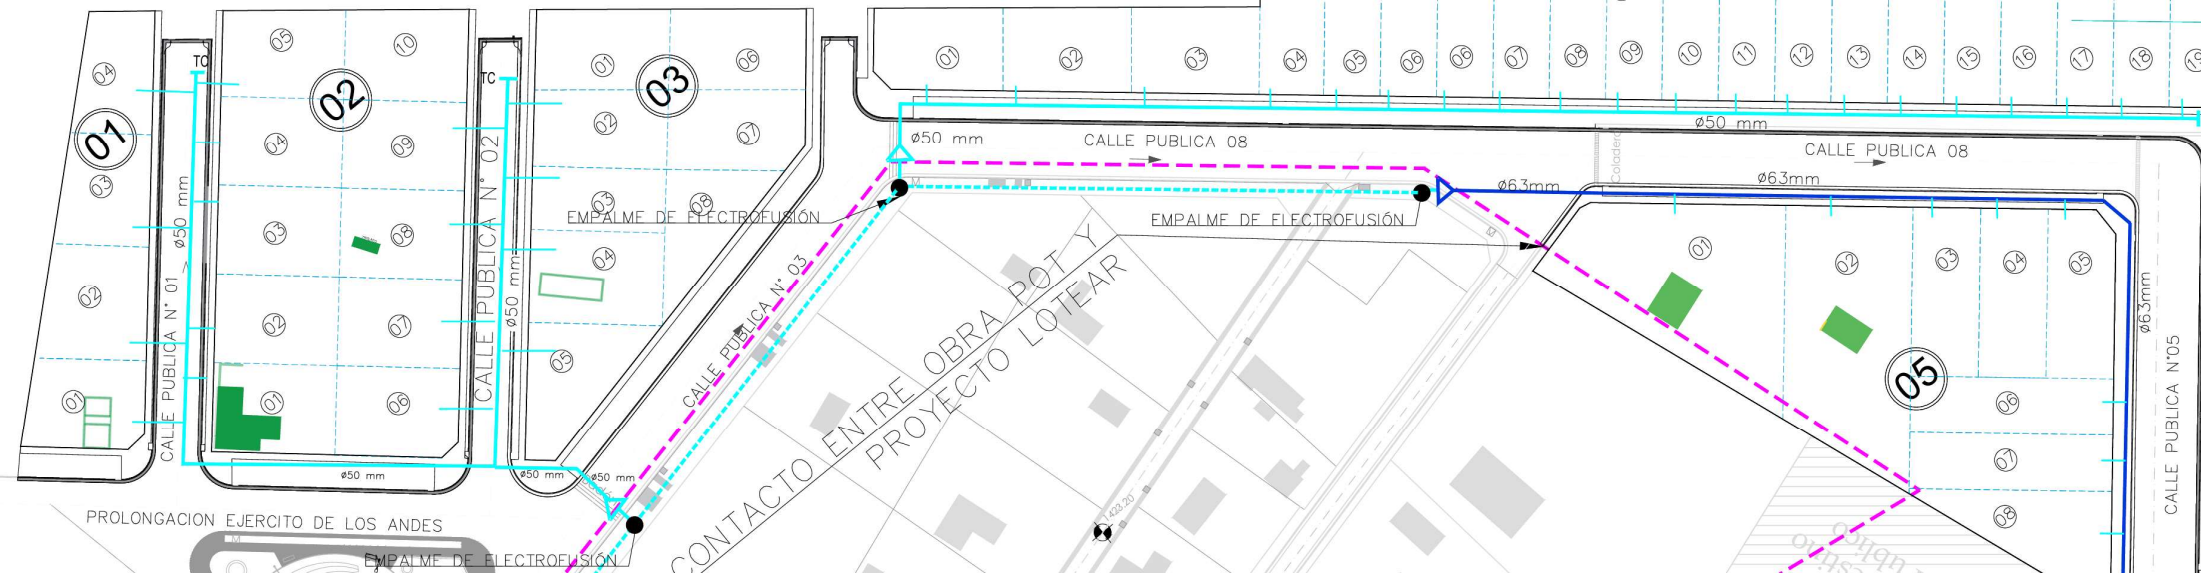 05
10
01
06
01
02
03
04
05
06
06
07
08
09
10
11
12
13
14
15
16
17
18
04
TC
02
TC
03
01
04
09
02
07
ø50 mm
CALLE PUBLICA 08
ø50 mm
CALLE PUBLICA 08
Coladera
03
ø50 mm
CALLE PUBLICA N° 02
03
08
ø63mm
ø63mm
EMPALME DE ELECTROFUSIÓN
EMPALME DE ELECTROFUSIÓN
M
M
03
08
04
01
02
03
04
05
02
CALLE PUBLICA N° 01
02
07
ø50 mm
CALLE PUBLICA N° 03
CONTACTO ENTRE OBRA POT Y
PROYECTO LOTEAR
ø63mm
CALLE PUBLICA N°05
05
05
01
01
06
06
07
08
ø50 mm
ø50 mm
ø50 mm
423.20
PROLONGACION EJERCITO DE LOS ANDES
M
EMPALME DE ELECTROFUSIÓN